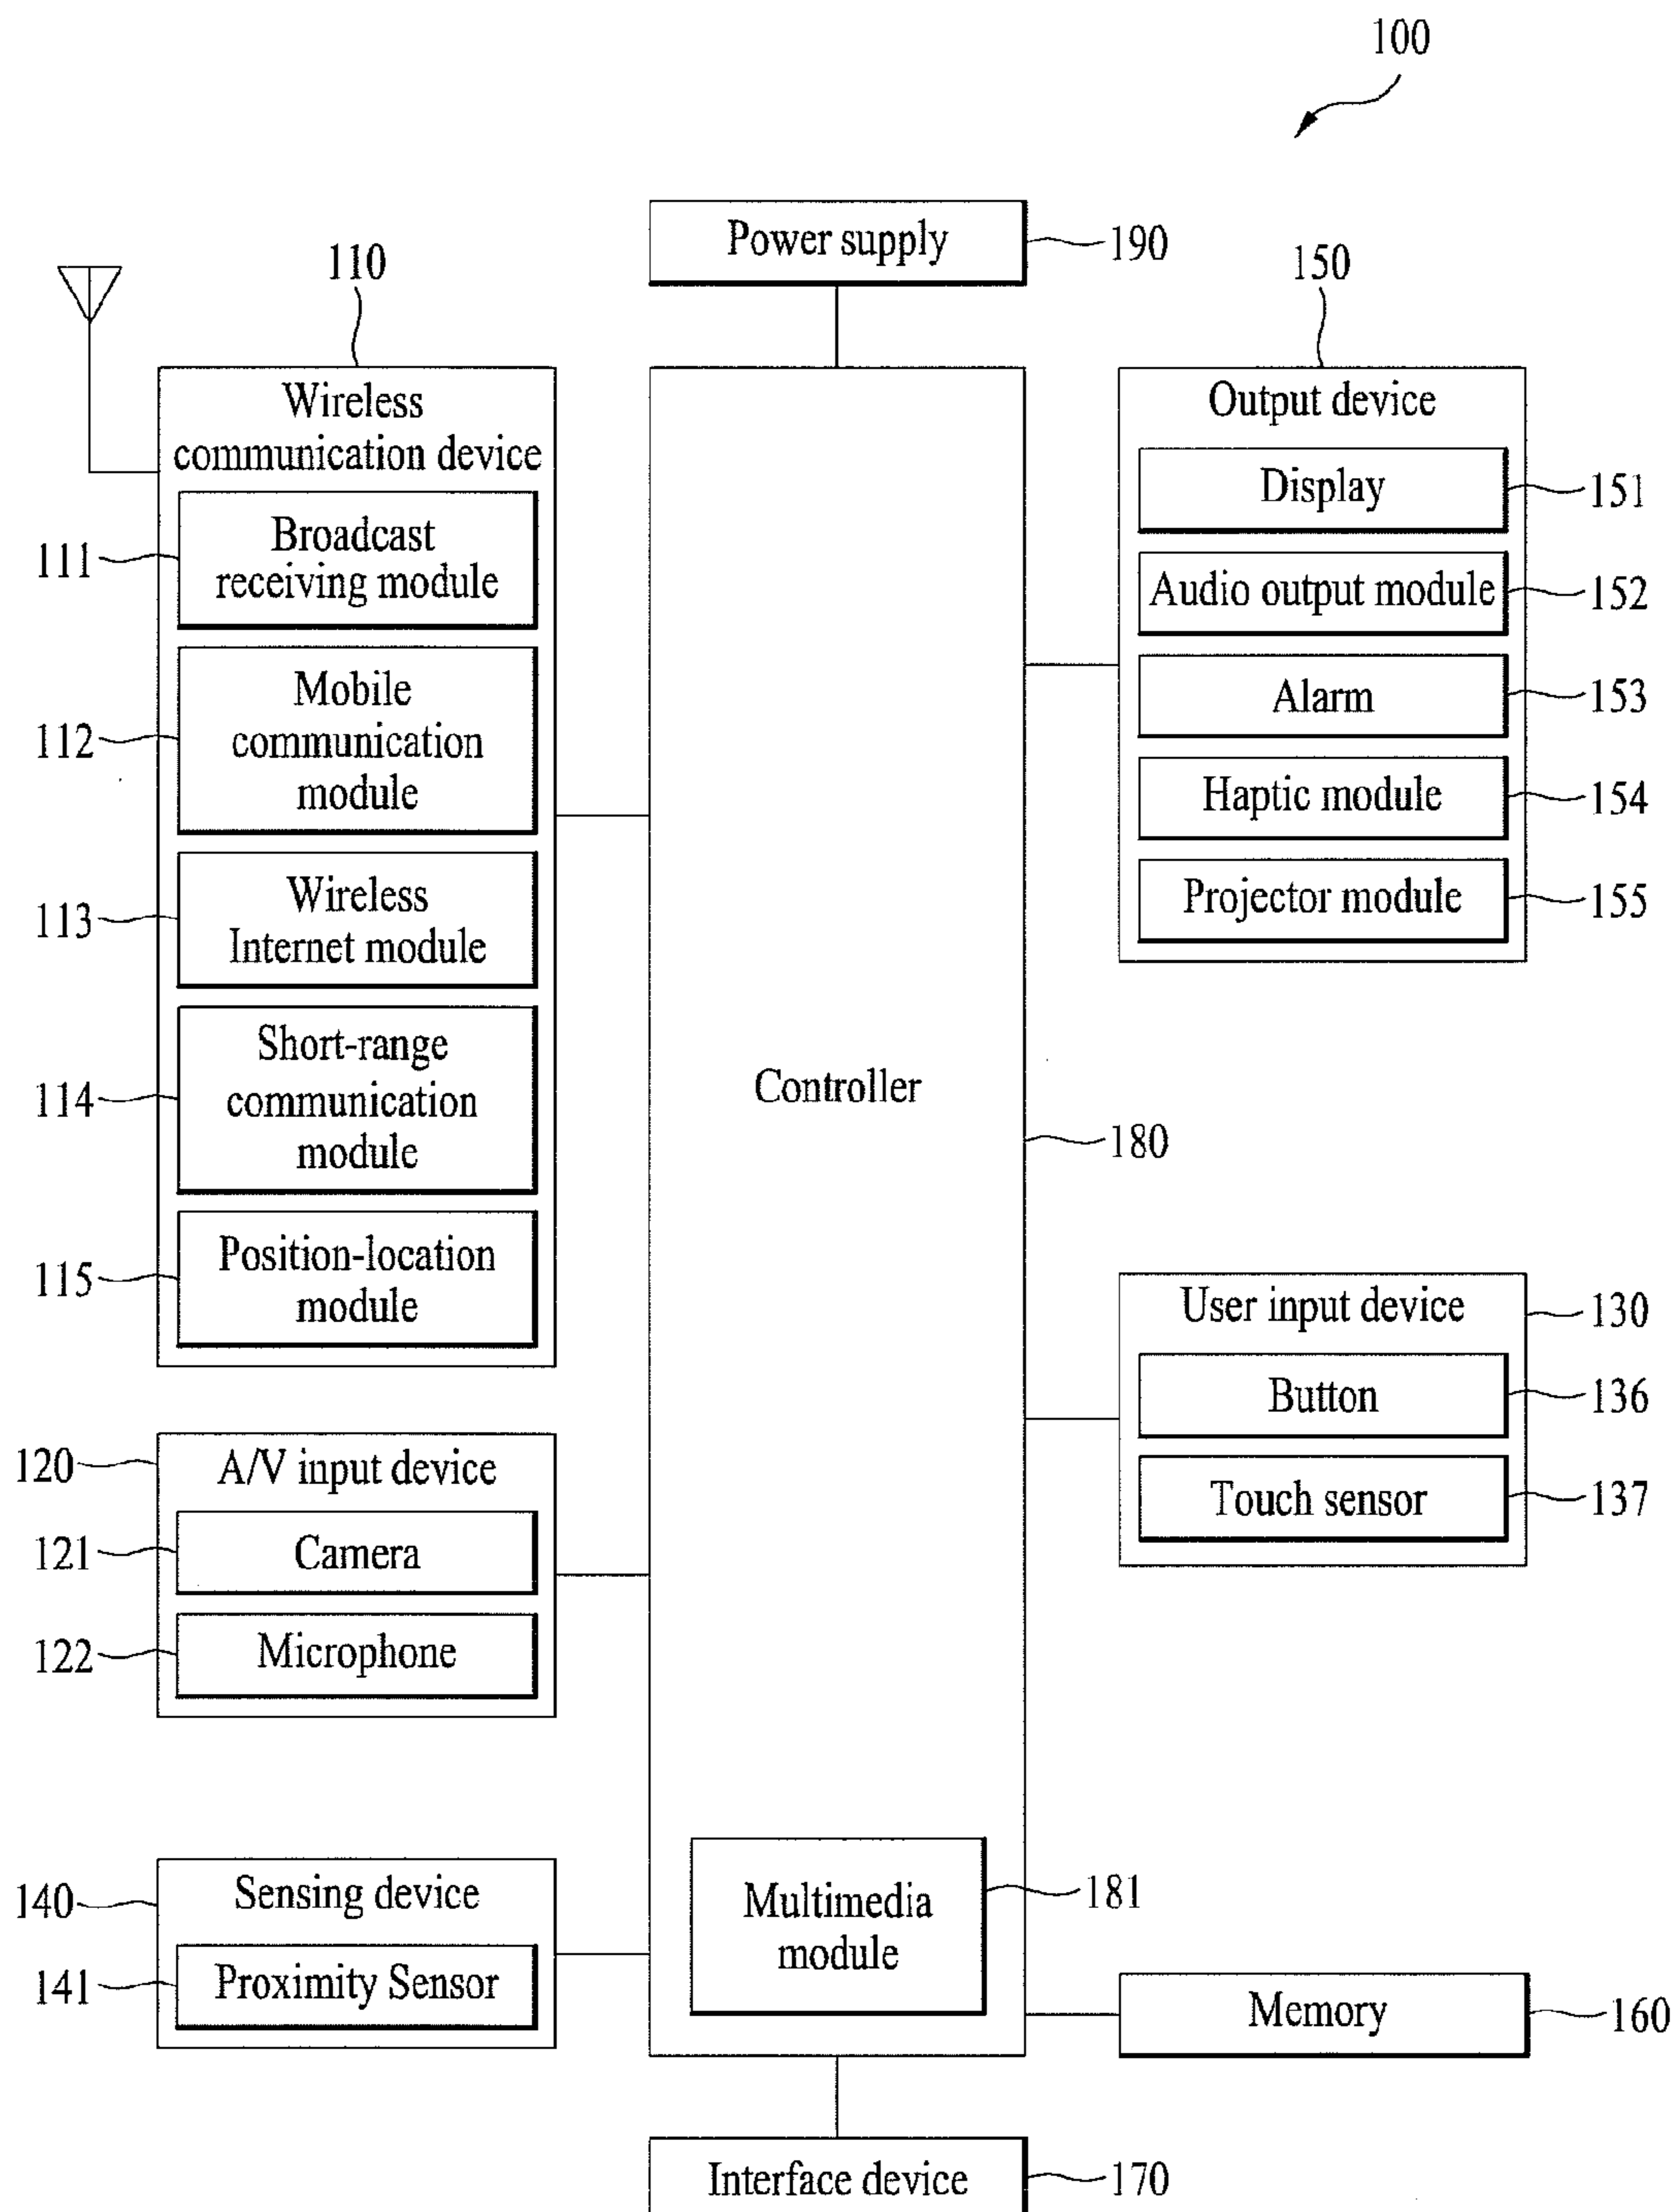 100
Power supply
190
110
Wireless
communication device
111
Broadcast
receiving module
112
Mobile
communication
module
113
Wireless
Internet module
114
Short-range
communication
module
115
Position-location
module
120
A/V input device
121
Camera
122
Microphone
140
Sensing device
141
Proximity Sensor
Controller
180
Multimedia
module
181
150
Output device
Display
151
Audio output module
152
Alarm
153
Haptic module
154
Projector module
155
User input device
130
Button
136
Touch sensor
137
Memory
160
Interface device
170